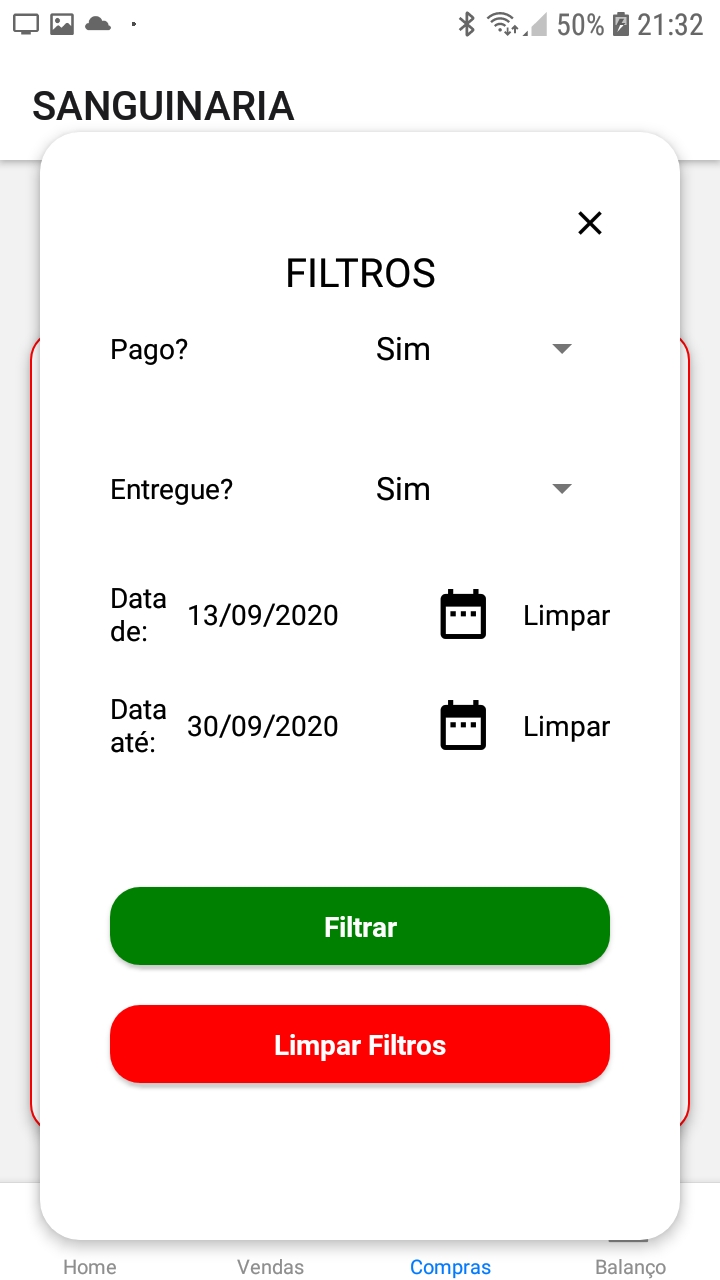 50% 21:32
SANGUINARIA
FILTROS
Pago? Sim
Entregue? Sim
Data
de: 13/09/2020 Limpar
Data
até: 30/09/2020 Limpar
Filtrar
Limpar Filtros
Home Vendas Compras Balanço